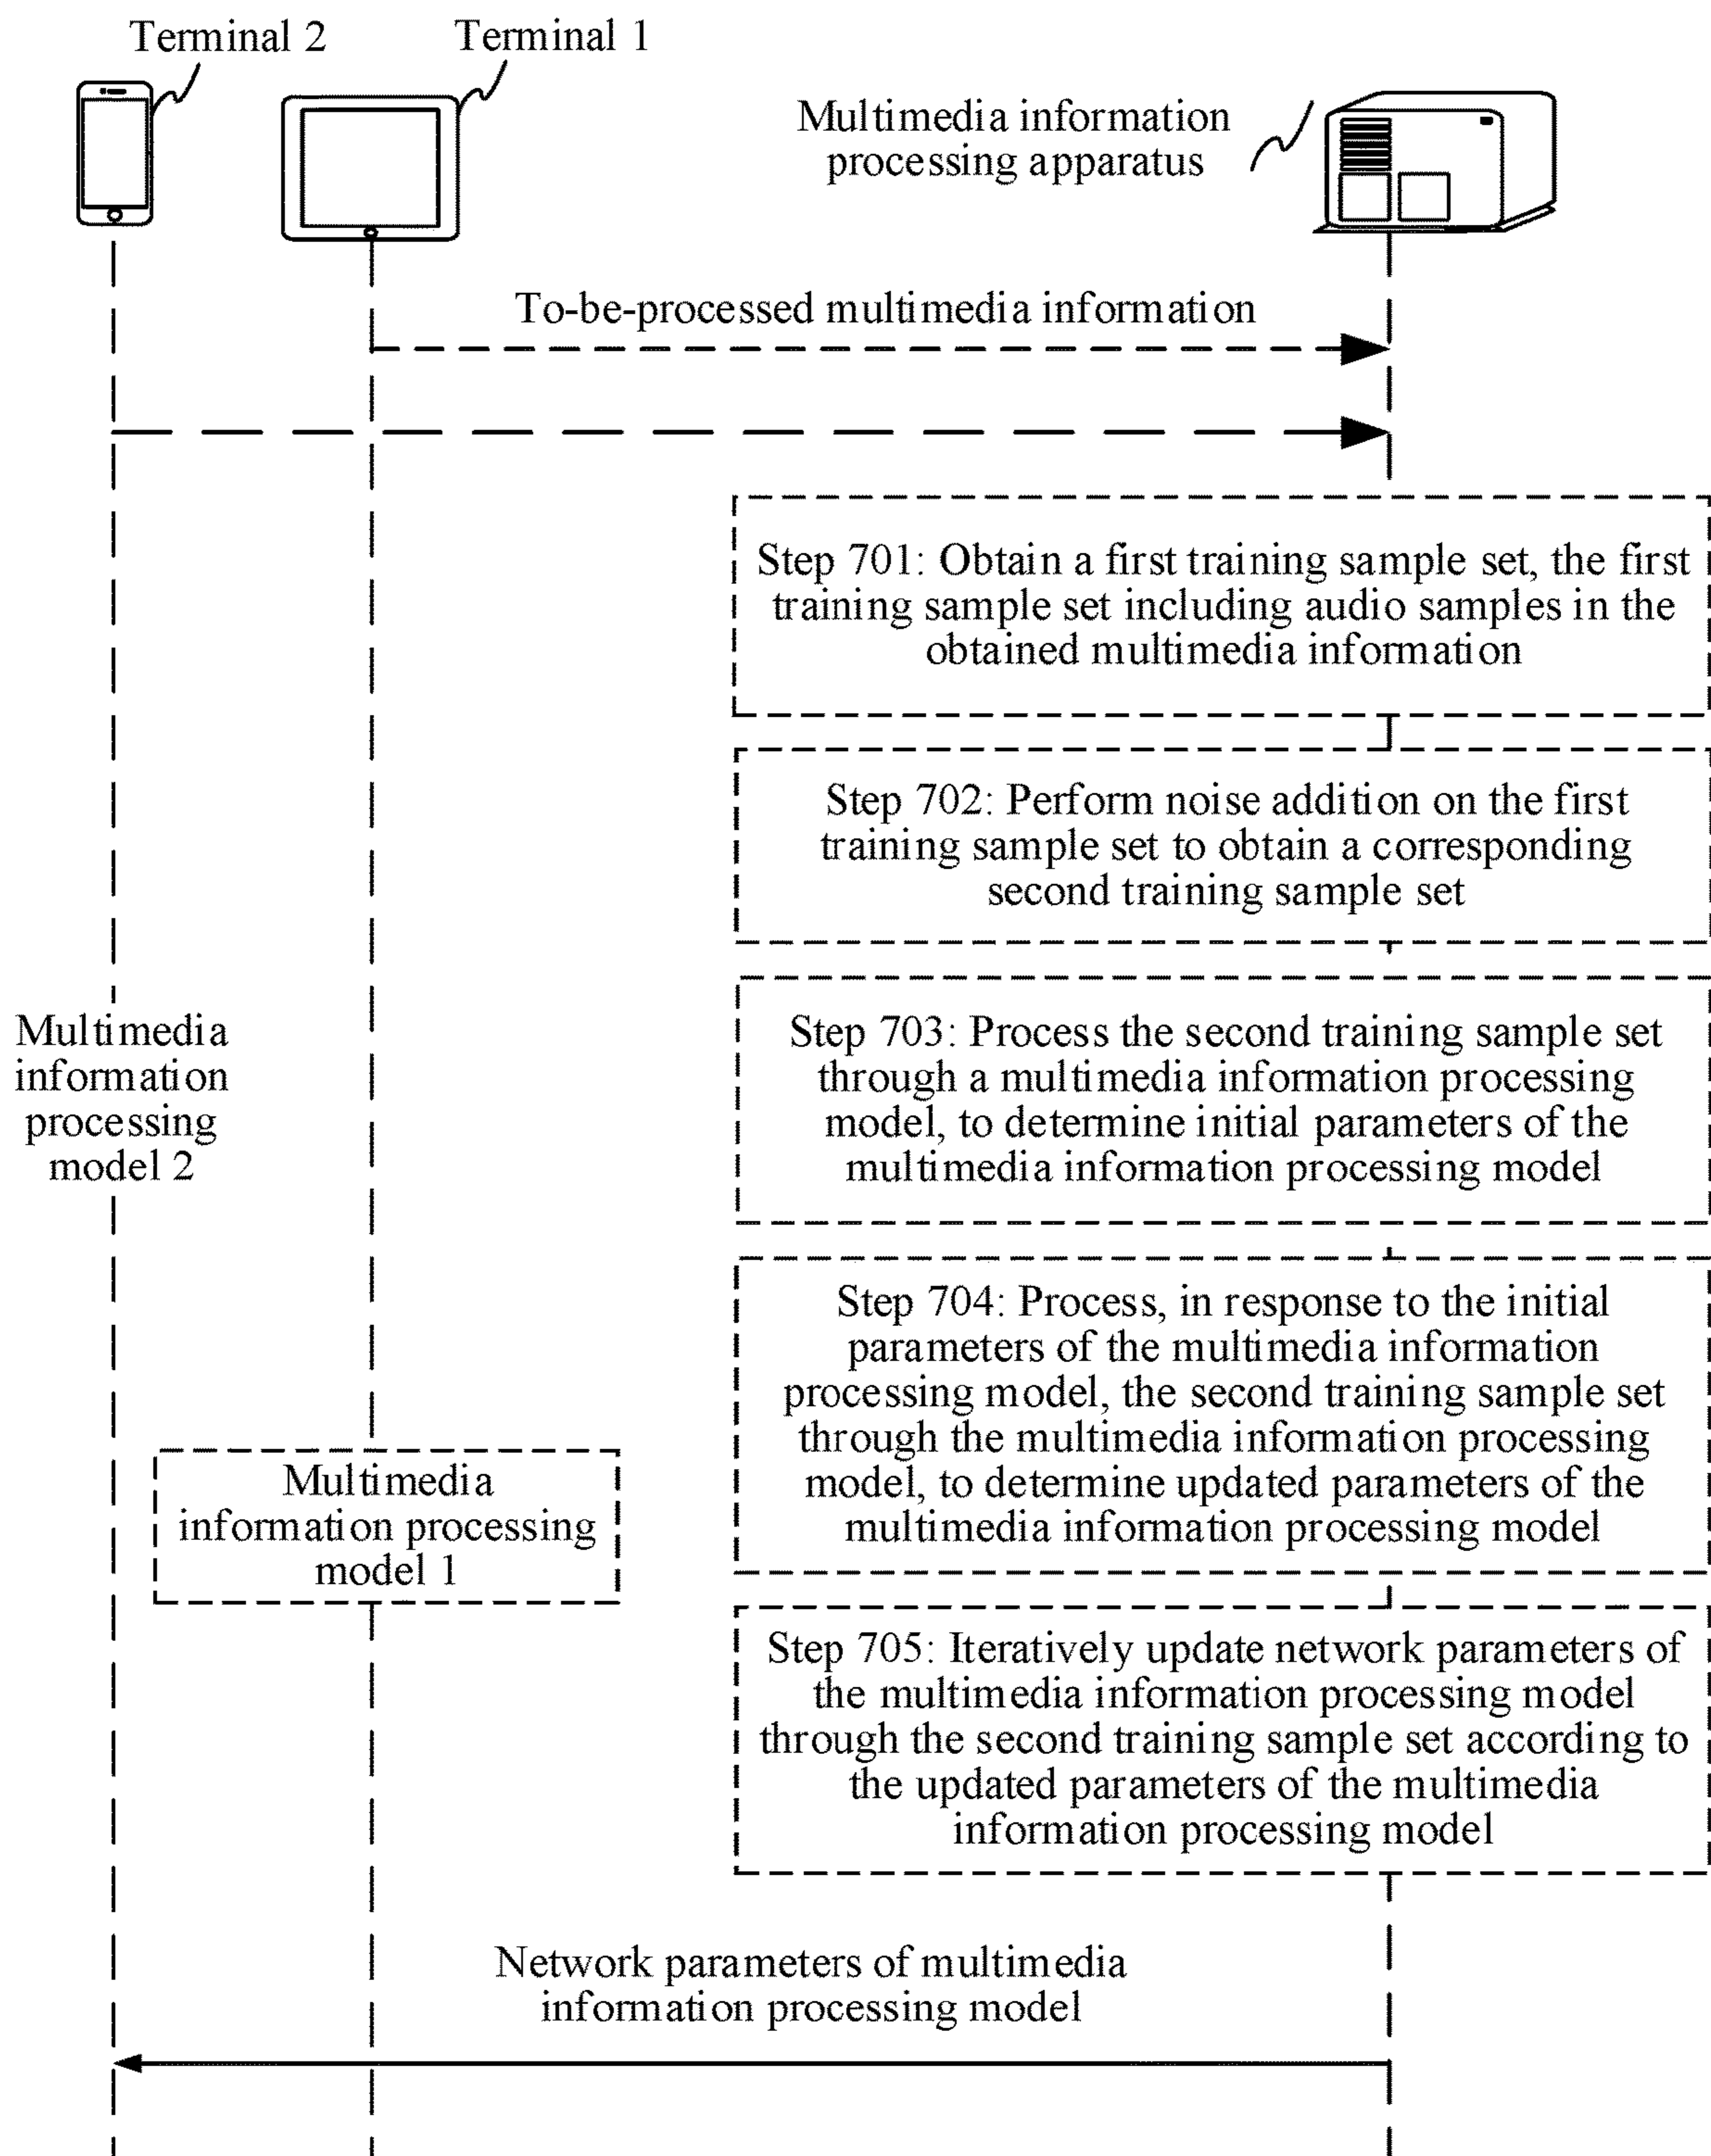 Terminal 2
Terminal 1
Multimedia information
processing apparatus
To-be-processed multimedia information
Step 701: Obtain a first training sample set, the first
training sample set including audio samples in the
obtained multimedia information
Step 702: Perform noise addition on the first
training sample set to obtain a corresponding
second training sample set
Multimedia
information
processing
model 2
Step 703: Process the second training sample set
through a multimedia information processing
model, to determine initial parameters of the
multimedia information processing model
Step 704: Process, in response to the initial
parameters of the multimedia information
processing model, the second training sample set
through the multimedia information processing
model, to determine updated parameters of the
multimedia information processing model
Multimedia
information processing
model 1
Step 705: Iteratively update network parameters of
the multimedia information processing model
through the second training sample set according to
the updated parameters of the multimedia
information processing model
Network parameters of multimedia
information processing model